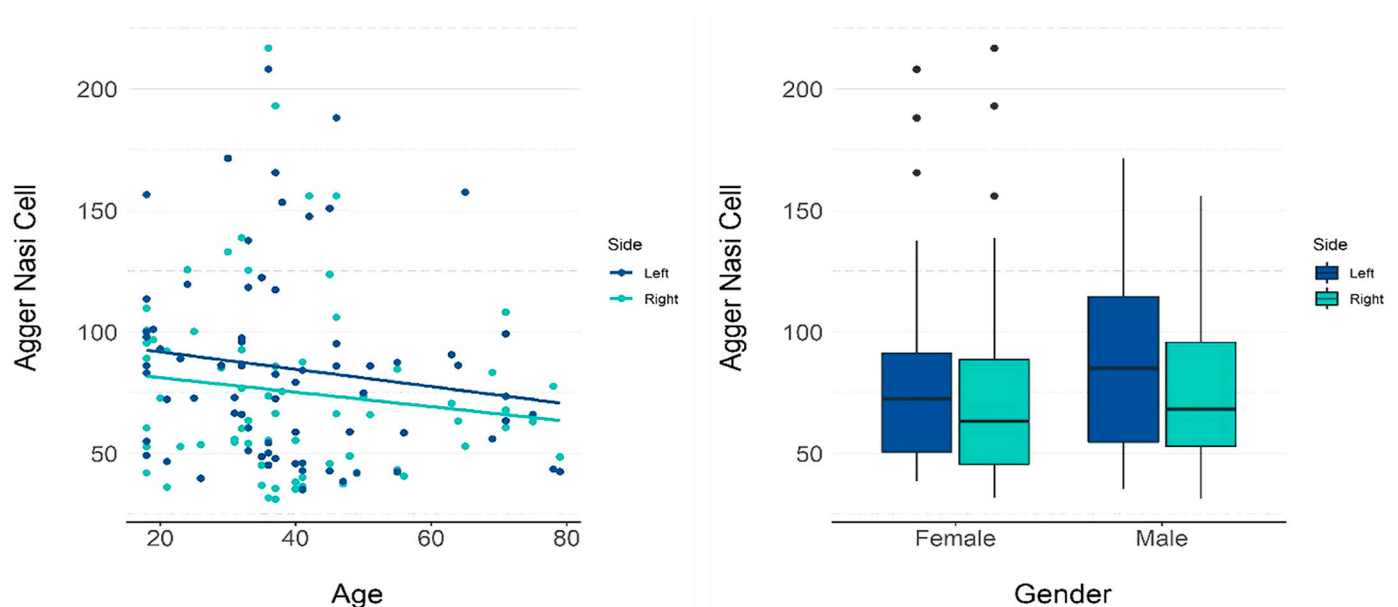 Agger Nasi Cell
200
150
100
50
20 40 60 80
Age
Side
Left
Right
Agger Nasi Cell
200
150
100
50
Female Male
Gender
Side
Left
Right